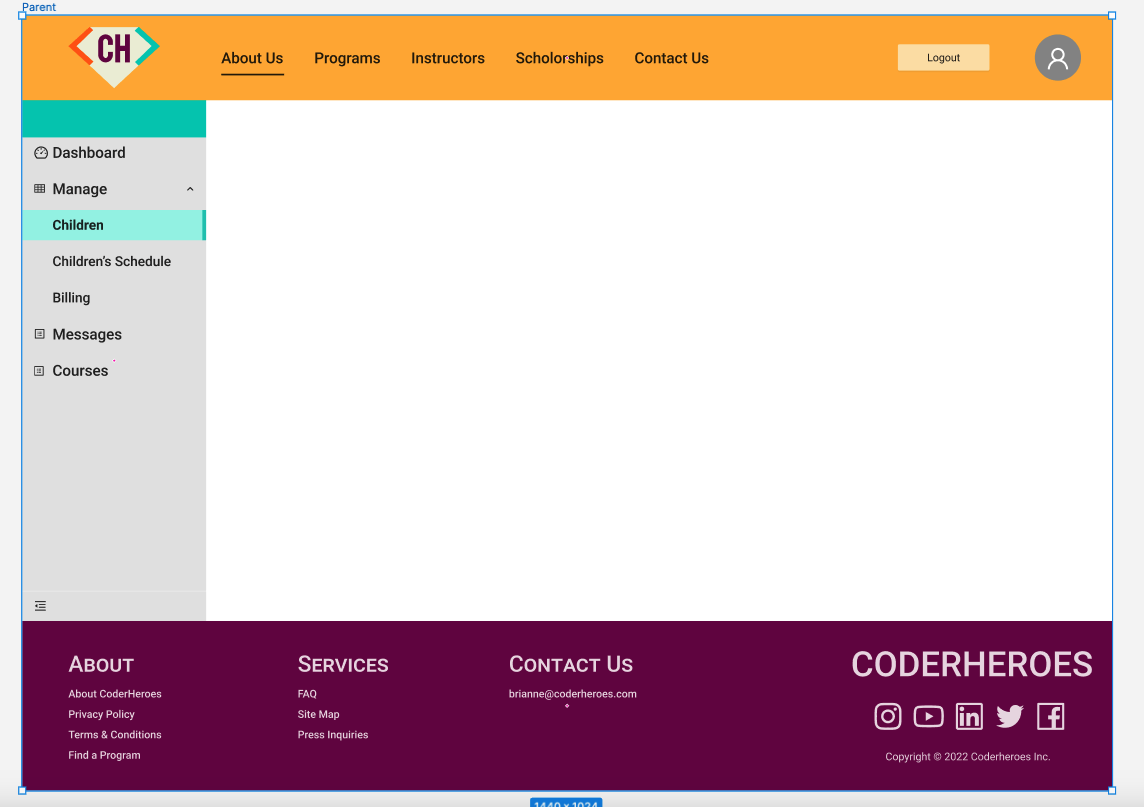 Parent
CH
About Us Programs Instructors Scholorships Contact Us Logout
Dashboard
Manage
Children
Children's Schedule
Billing
Messages
Courses
ABOUT SERVICES CONTACT US CODERHEROES
About CoderHeroes FAQ brianne@coderheroes.com
Privacy Policy Site Map
Terms & Conditions Press Inquiries
Find a Program Copyright © 2022 Coderheroes Inc.
1440 × 1024